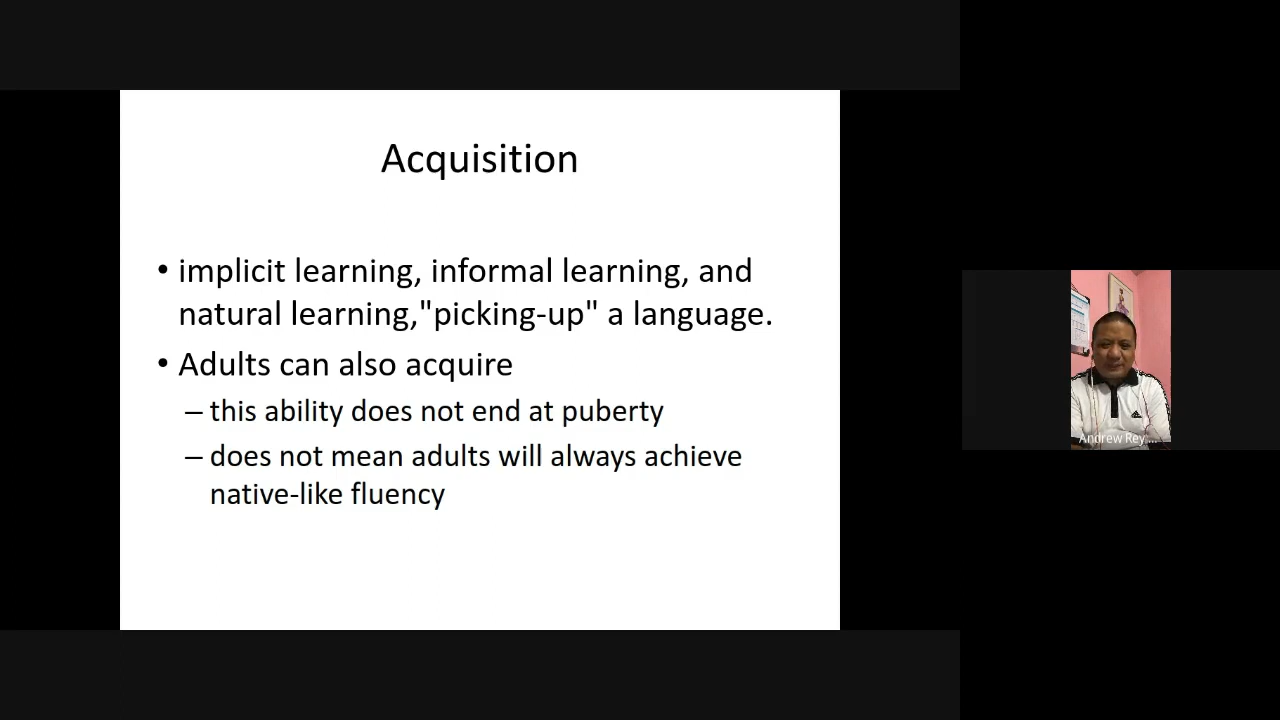 Acquisition
• implicit learning, informal learning, and
natural learning,"picking-up" a language.
• Adults can also acquire
– this ability does not end at puberty
– does not mean adults will always achieve
native-like fluency
Andrew Rey ...